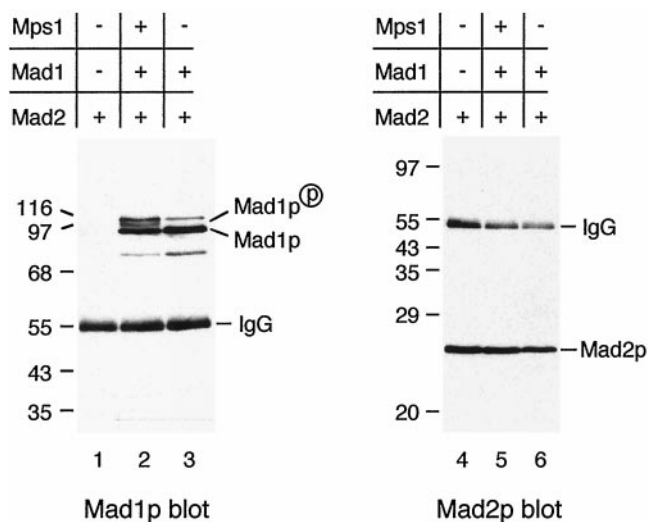 Mps1 - + -
Mad1 - + +
Mad2 + + +
116
97
68
55
43
35
Mad1p ⓟ
Mad1p
IgG
1 2 3
Mad1p blot
Mps1 - + -
Mad1 - + +
Mad2 + + +
97
55
43
35
29
20
IgG
Mad2p
4 5 6
Mad2p blot